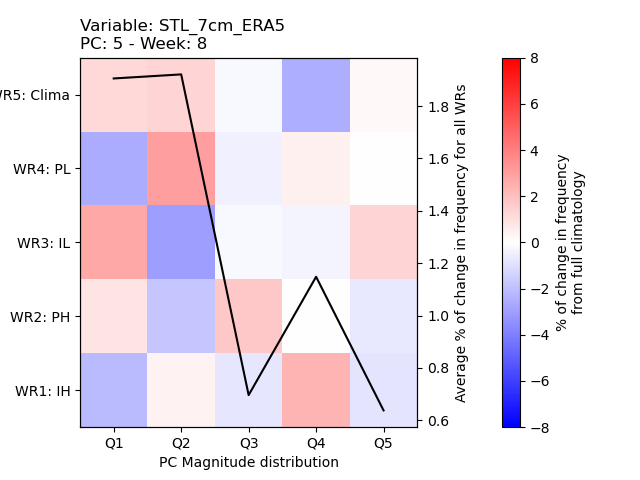 Variable: STL_7cm_ERA5
PC: 5 - Week: 8
WR5: Clima
WR4: PL
WR3: IL
WR2: PH
WR1: IH
Q1 Q2 Q3 Q4 Q5
PC Magnitude distribution
1.8
1.6
1.4
1.2
1.0
0.8
0.6
Average % of change in frequency for all WRs
8
6
4
2
0
−2
−4
−6
−8
% of change in frequency
from full climatology